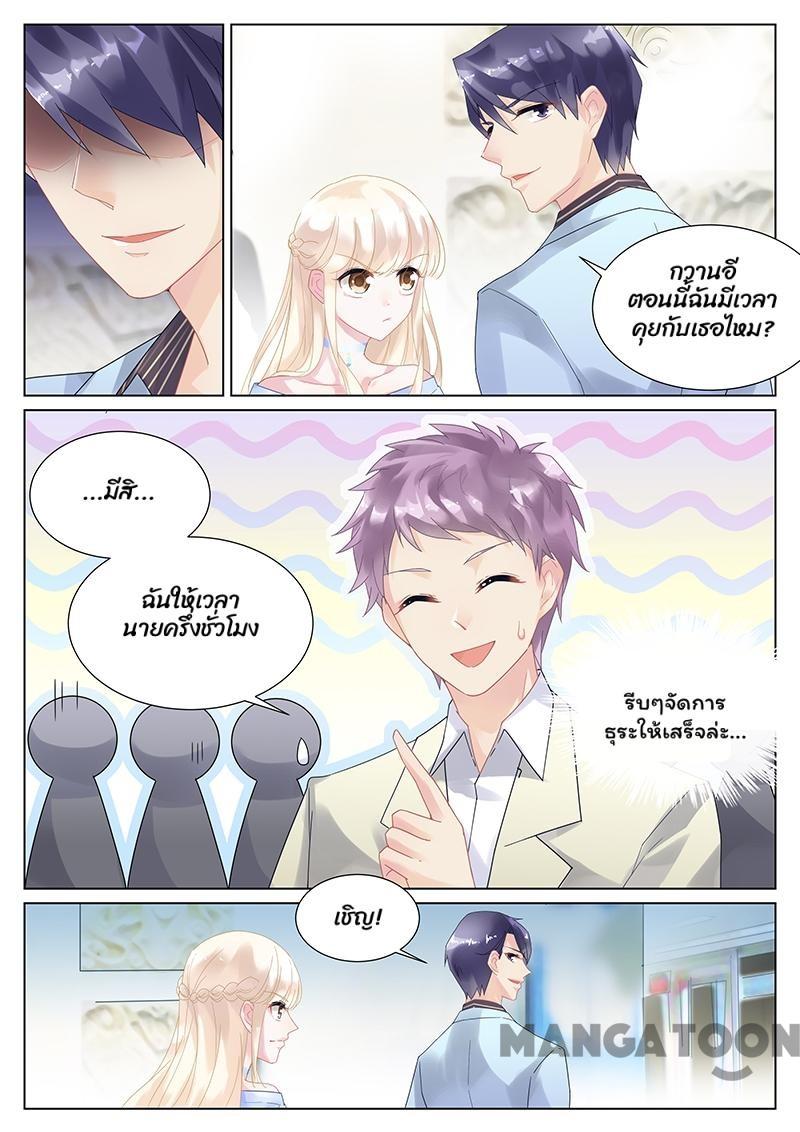 กวานอี
ตอนนี้ฉันมีเวลา
คุยกับเธอไหม?
...มีสิ...
ฉันให้เวลา
นายครึ่งชั่วโมง
รีบๆจัดการ
ธุระให้เสร็จล่ะ...
เชิญ!
MANGATOON